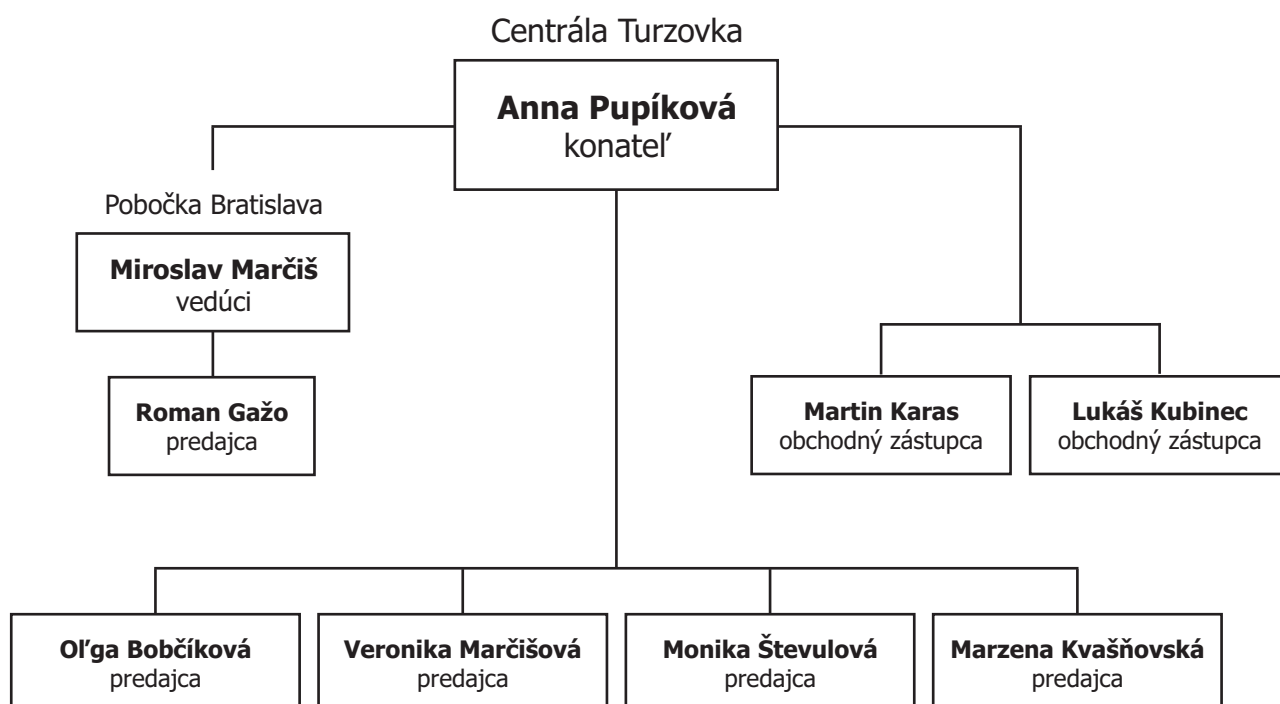 Centrála Turzovka
Anna Pupíková
konateľ
Pobočka Bratislava
Miroslav Marčiš
vedúci
Roman Gažo
predajca
Martin Karas
obchodný zástupca
Lukáš Kubinec
obchodný zástupca
Oľga Bobčíková
predajca
Veronika Marčišová
predajca
Monika Števulová
predajca
Marzena Kvašňovská
predajca